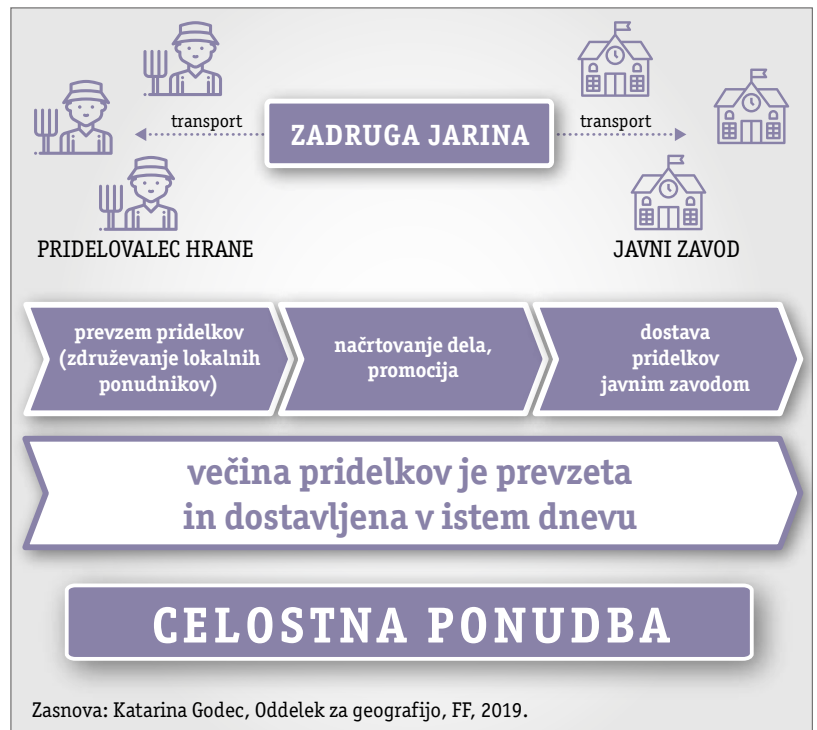 transport
ZADRUGA JARINA
transport
PRIDELOVALEC HRANE
JAVNI ZAVOD
prevzem pridelkov
(združevanje lokalnih
ponudnikov)
načrtovanje dela,
promocija
dostava
pridelkov
javnim zavodom
večina pridelkov je prevzeta
in dostavljena v istem dnevu
CELOSTNA PONUDBA
Zasnova: Katarina Godec, Oddelek za geografijo, FF, 2019.